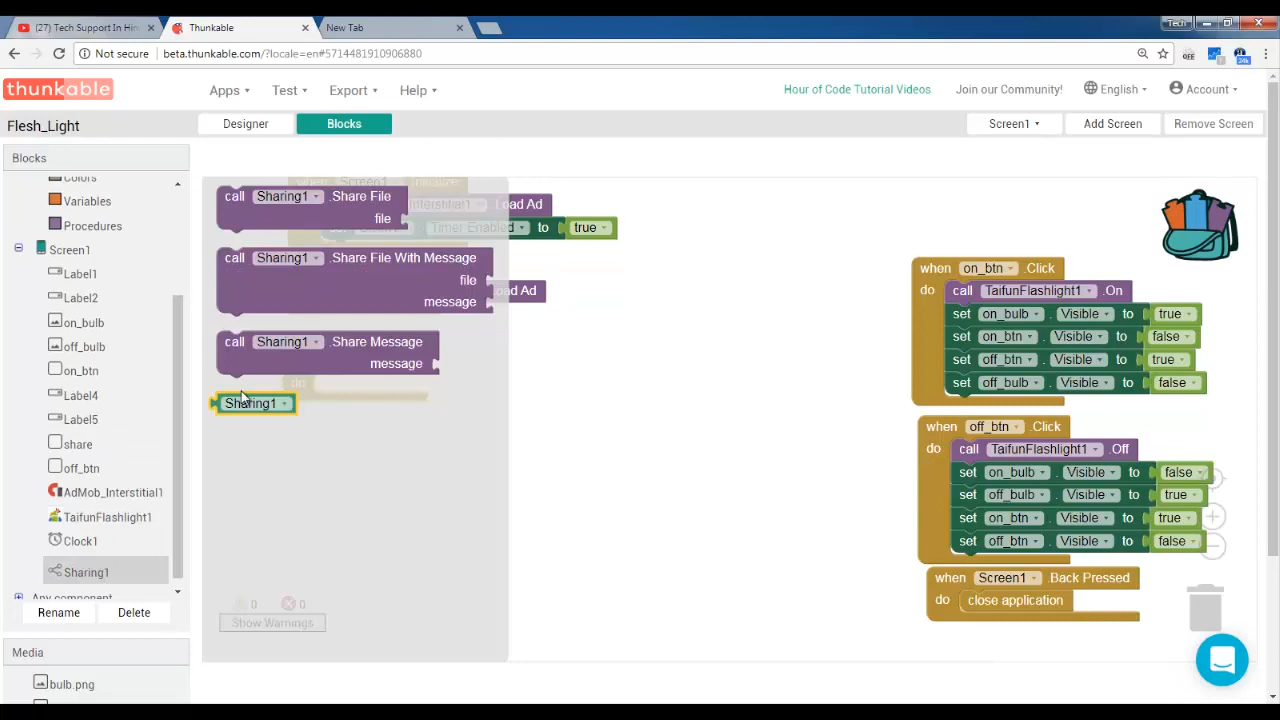 (27) Tech Support In Hin
Thunkable
New Tab
Tech
Not secure
beta.thunkable.com/?locale=en#5714481910906880
24k
thunkable
Apps
Test
Export
Help
Hour of Code Tutorial Videos
Join our Community!
English
Account
Flesh_Light
Designer
Blocks
Screen1
Add Screen
Remove Screen
Blocks
Colors
Variables
Procedures
Screen1
Label1
Label2
on_bulb
off_bulb
on_btn
Label4
Label5
share
off_btn
AdMob_Interstitial1
TaifunFlashlight1
Clock1
Sharing1
Any component
Rename
Delete
Media
bulb.png
call Sharing1 .Share File
file
call Sharing1 .Share File With Message
file
message
call Sharing1 .Share Message
message
Sharing1
Load Ad
Timer Enabled to true
Load Ad
do
0 0
Show Warnings
when on_btn .Click
do call TaifunFlashlight1 .On
set on_bulb . Visible to true
set on_btn . Visible to false
set off_btn . Visible to true
set off_bulb . Visible to false
when off_btn .Click
do call TaifunFlashlight1 .Off
set on_bulb . Visible to false
set off_bulb . Visible to true
set on_btn . Visible to true
set off_btn . Visible to false
when Screen1 .Back Pressed
do close application